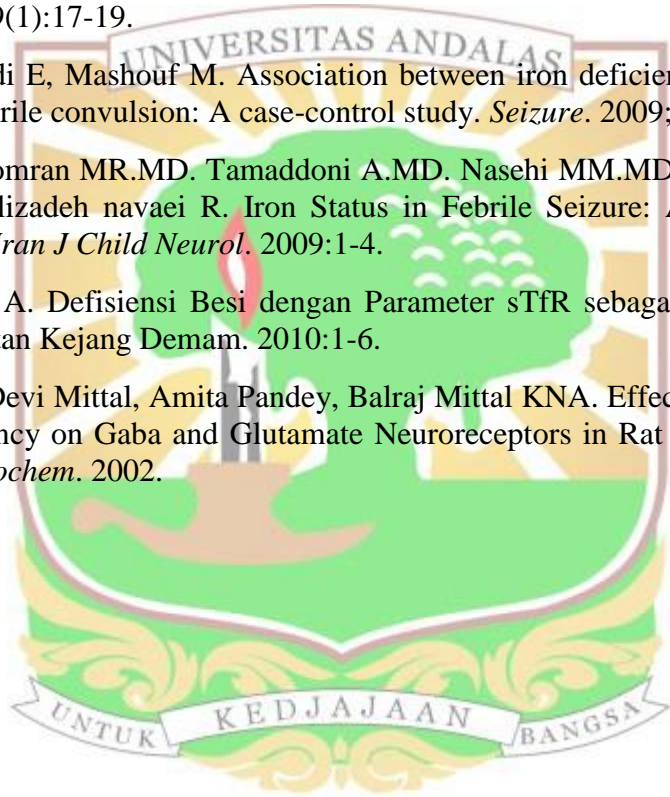 9(1):17-19.
UNIVERSITAS ANDALAS
di E, Mashouf M. Association between iron deficien
rile convulsion: A case-control study. Seizure. 2009;
omran MR.MD. Tamaddoni A.MD. Nasehi MM.MD
lizadeh navaei R. Iron Status in Febrile Seizure: A
Iran J Child Neurol. 2009:1-4.
A. Defisiensi Besi dengan Parameter sTfR sebaga
an Kejang Demam. 2010:1-6.
Devi Mittal, Amita Pandey, Balraj Mittal KNA. Effec
ncy on Gaba and Glutamate Neuroreceptors in Rat
ochem. 2002.
UNTUK KEDJAJAAN BANGSA